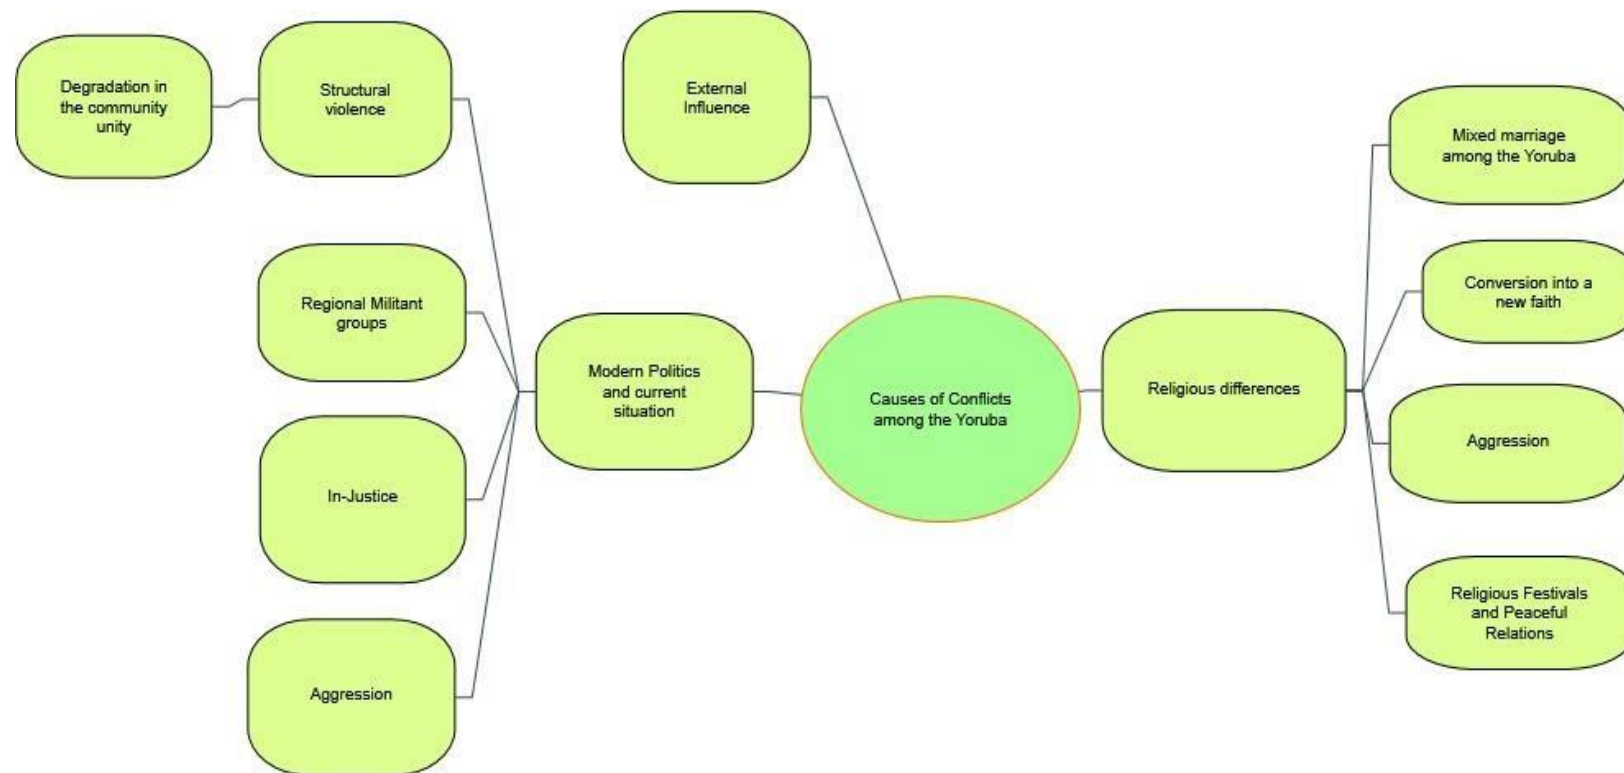 Degradation in
the community
unity
Structural
violence
External
Influence
Mixed marriage
among the Yoruba
Regional Militant
groups
Conversion into a
new faith
Modern Politics
and current
situation
Causes of Conflicts
among the Yoruba
Religious differences
In-Justice
Aggression
Aggression
Religious Festivals
and Peaceful
Relations